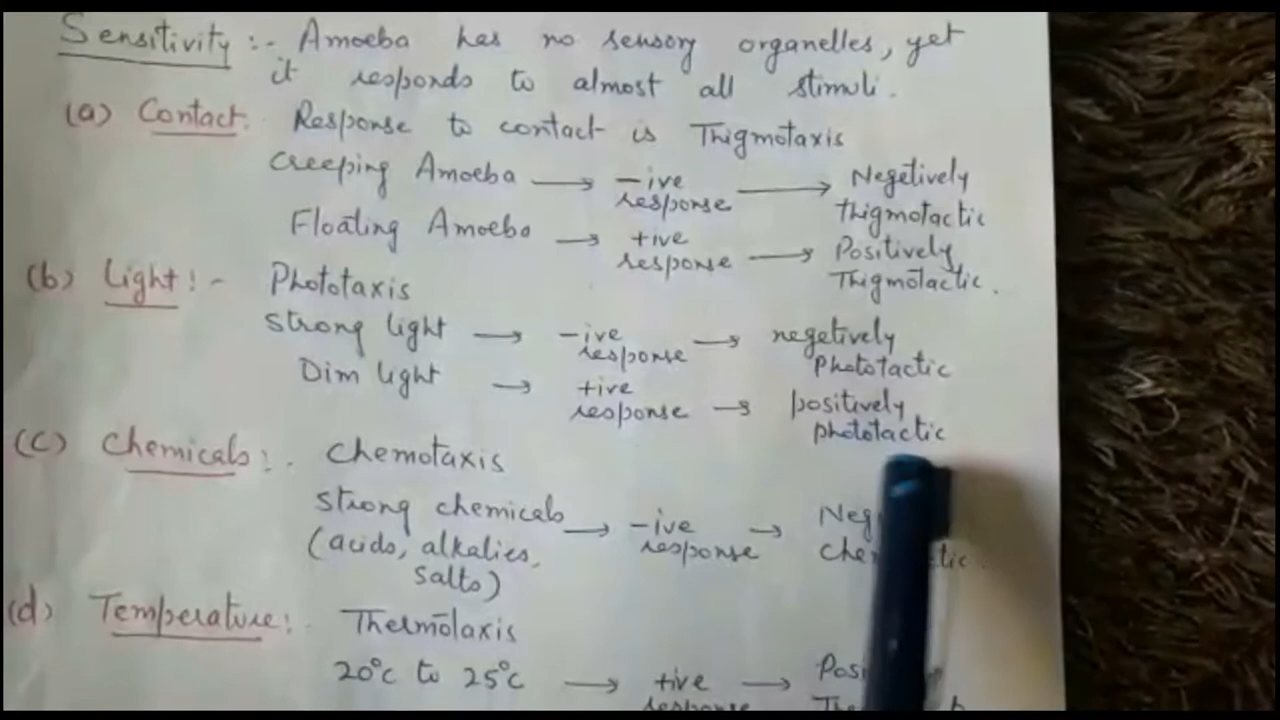 Sensitivity :- Amoeba has no sensory organelles, yet
it responds to almost all stimuli.
(a) Contact. Response to contact is Thigmotaxis
Creeping Amoeba → -ive response → Negetively thigmotactic
Floating Amoeba → +ive response → Positively Thigmotactic.
(b) Light :- Phototaxis
Strong light → -ive response → negetively Phototactic
Dim light → +ive response → positively phototactic
(c) Chemicals :- Chemotaxis
Strong chemicals → -ive response →
(acids, alkalies,
salts)
(d) Temperature :- Thermotaxis
20°c to 25°c → +ive response →